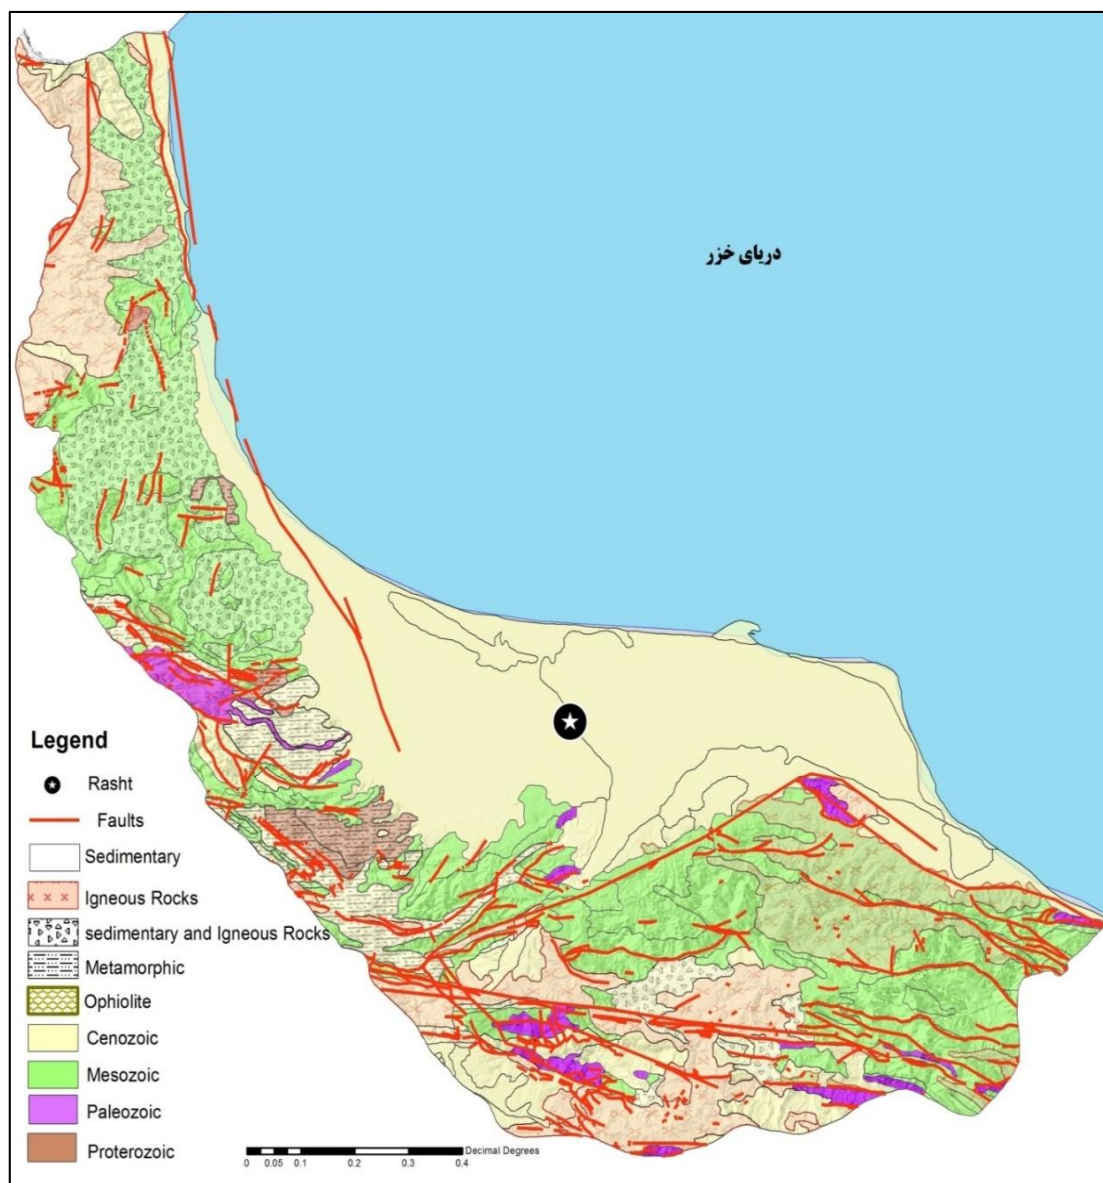 دریای خزر
Legend
Rasht
Faults
Sedimentary
Igneous Rocks
sedimentary and Igneous Rocks
Metamorphic
Ophiolite
Cenozoic
Mesozoic
Paleozoic
Proterozoic
Decimal Degrees
0 0.05 0.1 0.2 0.3 0.4